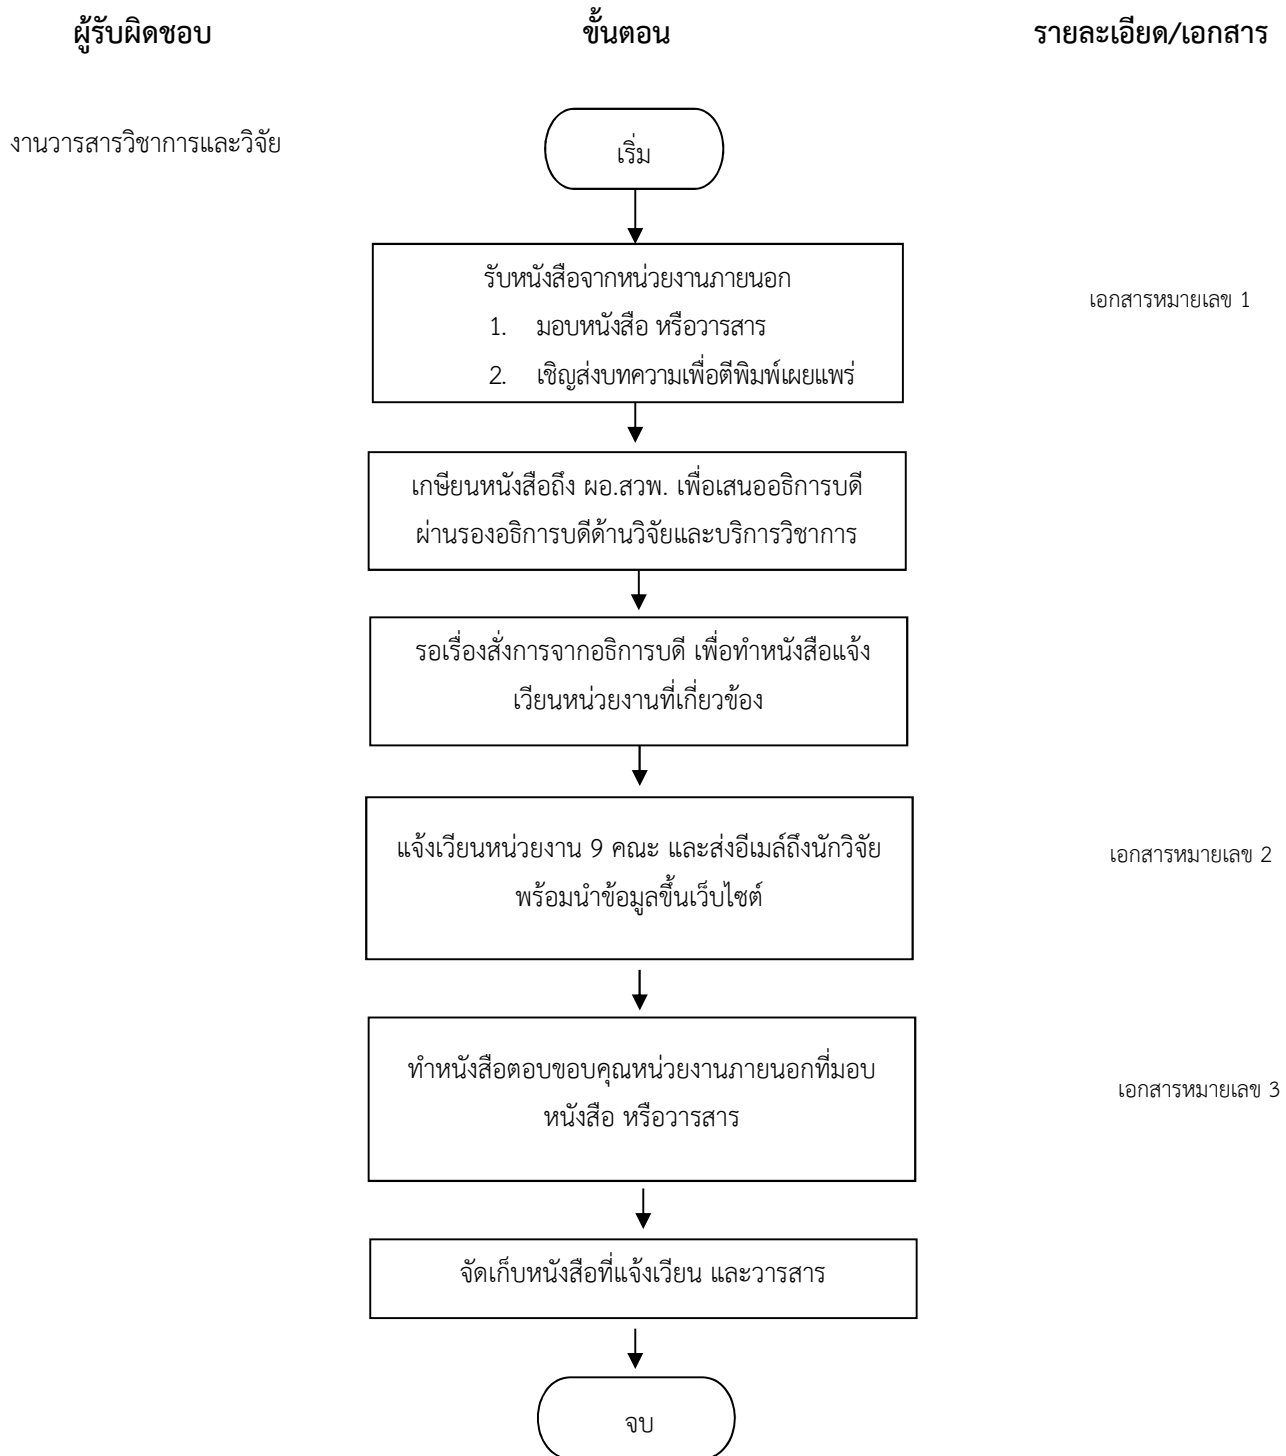 ผู้รับผิดชอบ ขั้นตอน รายละเอียด/เอกสาร
งานวารสารวิชาการและวิจัย
เริ่ม
รับหนังสือจากหน่วยงานภายนอก
1. มอบหนังสือ หรือวารสาร
2. เชิญส่งบทความเพื่อตีพิมพ์เผยแพร่
เอกสารหมายเลข 1
เกษียนหนังสือถึง ผอ.สวพ. เพื่อเสนออธิการบดี
ผ่านรองอธิการบดีด้านวิจัยและบริการวิชาการ
รอเรื่องสั่งการจากอธิการบดี เพื่อทำหนังสือแจ้ง
เวียนหน่วยงานที่เกี่ยวข้อง
แจ้งเวียนหน่วยงาน 9 คณะ และส่งอีเมล์ถึงนักวิจัย
พร้อมนำข้อมูลขึ้นเว็บไซต์
เอกสารหมายเลข 2
ทำหนังสือตอบขอบคุณหน่วยงานภายนอกที่มอบ
หนังสือ หรือวารสาร
เอกสารหมายเลข 3
จัดเก็บหนังสือที่แจ้งเวียน และวารสาร
จบ